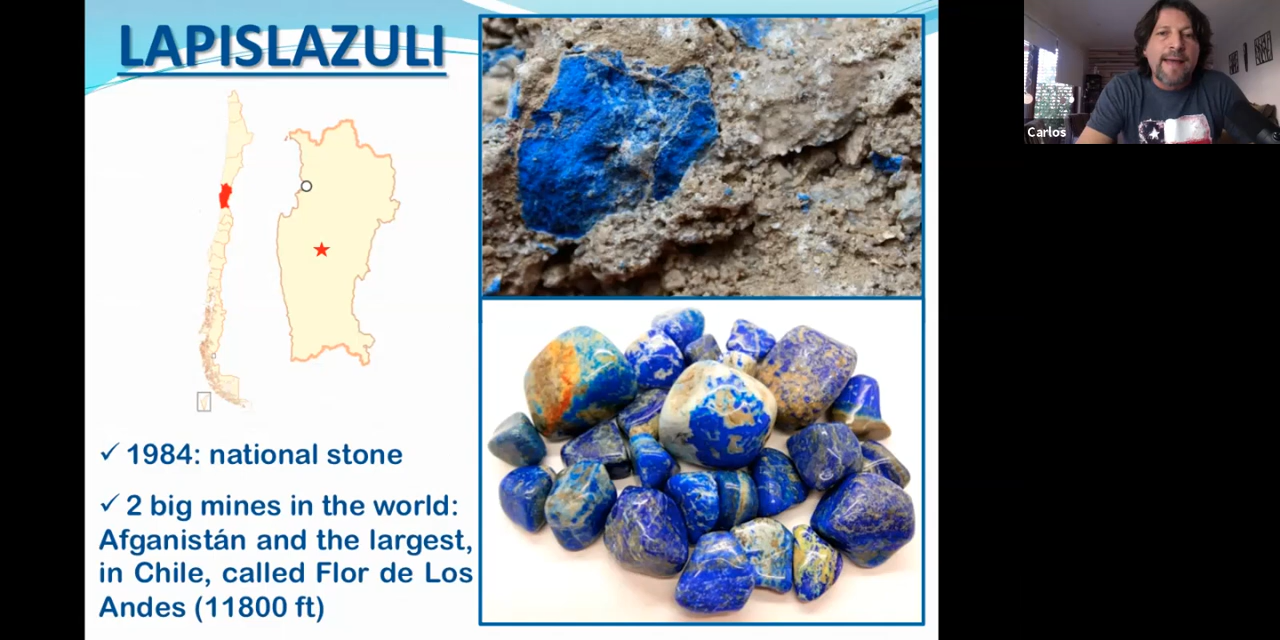 LAPISLAZULI
Carlos
✓ 1984: national stone
✓ 2 big mines in the world:
Afganistán and the largest,
in Chile, called Flor de Los
Andes (11800 ft)